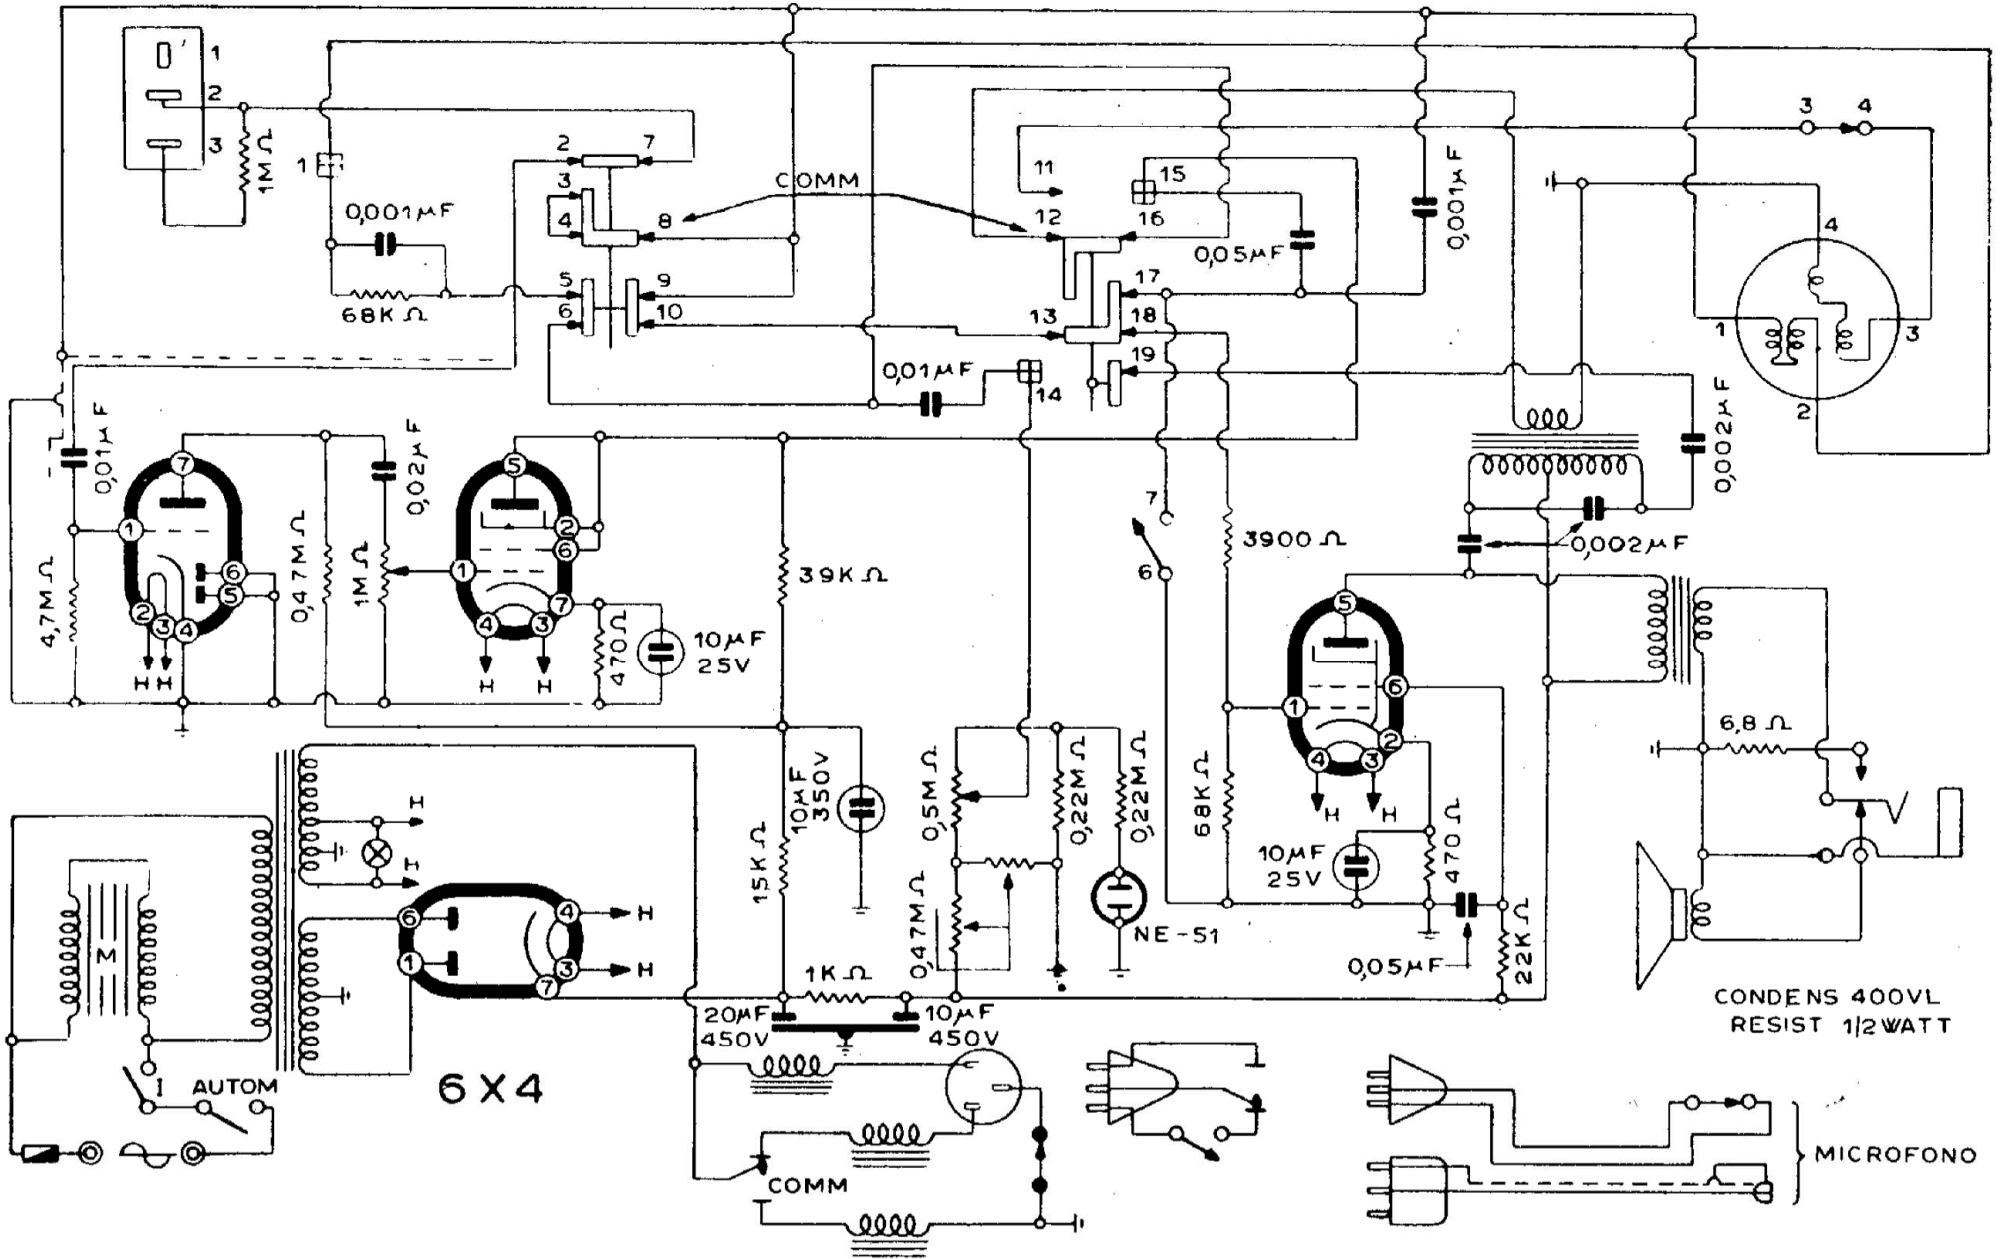 1
2
3
1MΩ
1
0,001µF
68KΩ
2 7
3
4 8
5 9
6 10
COMM
11
12
15
16
0,05µF
17
13 18
19
14
0,01µF
0,001µF
3 4
4
1 3
2
0,01µF
7
1
6
5
2
3
4
4,7MΩ
H H
0,47MΩ
0,02µF
1MΩ
5
2
6
1
7
4 3
H H
470Ω
10µF
25V
39KΩ
7
6
3900Ω
0,002µF
0,002µF
5
6
1
2
4 3
H H
68KΩ
10µF
25V
470Ω
0,05µF
22KΩ
6,8Ω
10µF
350V
15KΩ
0,5MΩ
0,22MΩ
0,22MΩ
0,47MΩ
NE-51
1KΩ
20µF
450V
10µF
450V
H
H
M
6 4 H
1 3 H
7
6X4
I AUTOM
COMM
CONDENS 400VL
RESIST 1/2WATT
MICROFONO